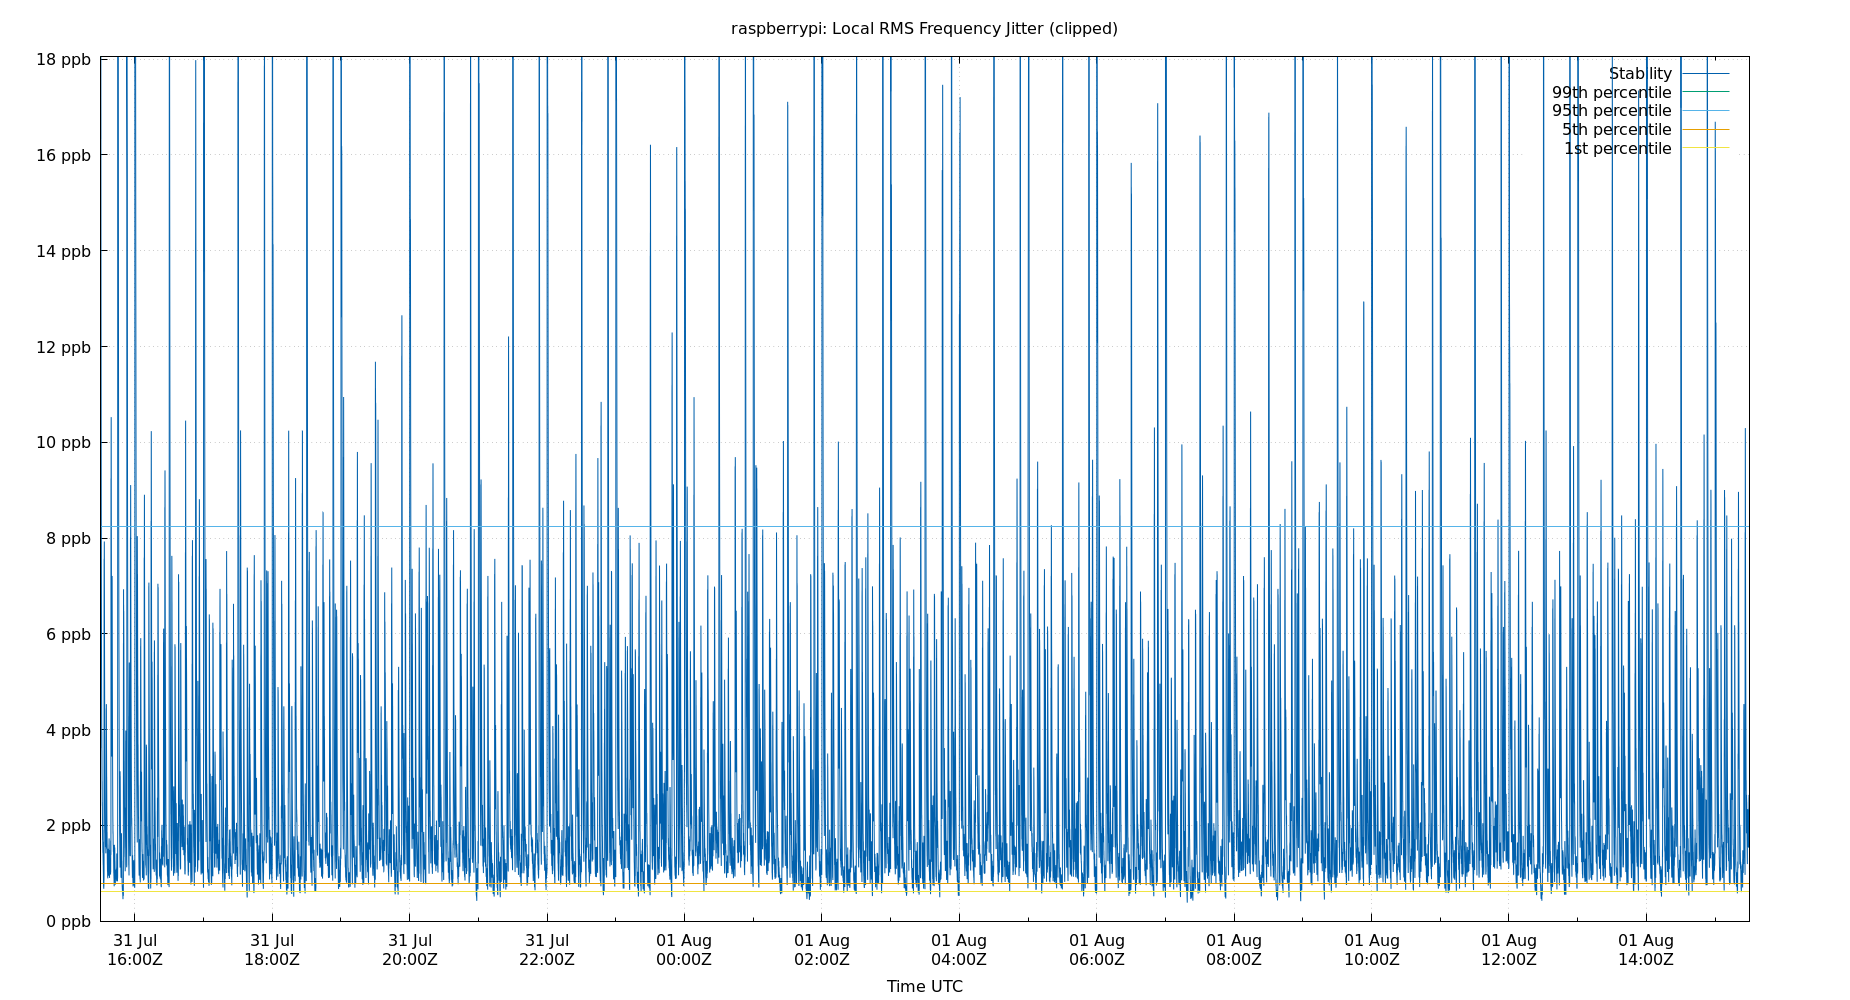 raspberrypi: Local RMS Frequency Jitter (clipped)
18 ppb
16 ppb
14 ppb
12 ppb
10 ppb
8 ppb
6 ppb
4 ppb
2 ppb
0 ppb
Stability
99th percentile
95th percentile
5th percentile
1st percentile
31 Jul 31 Jul 31 Jul 31 Jul 01 Aug 01 Aug 01 Aug 01 Aug 01 Aug 01 Aug 01 Aug 01 Aug
16:00Z 18:00Z 20:00Z 22:00Z 00:00Z 02:00Z 04:00Z 06:00Z 08:00Z 10:00Z 12:00Z 14:00Z
Time UTC